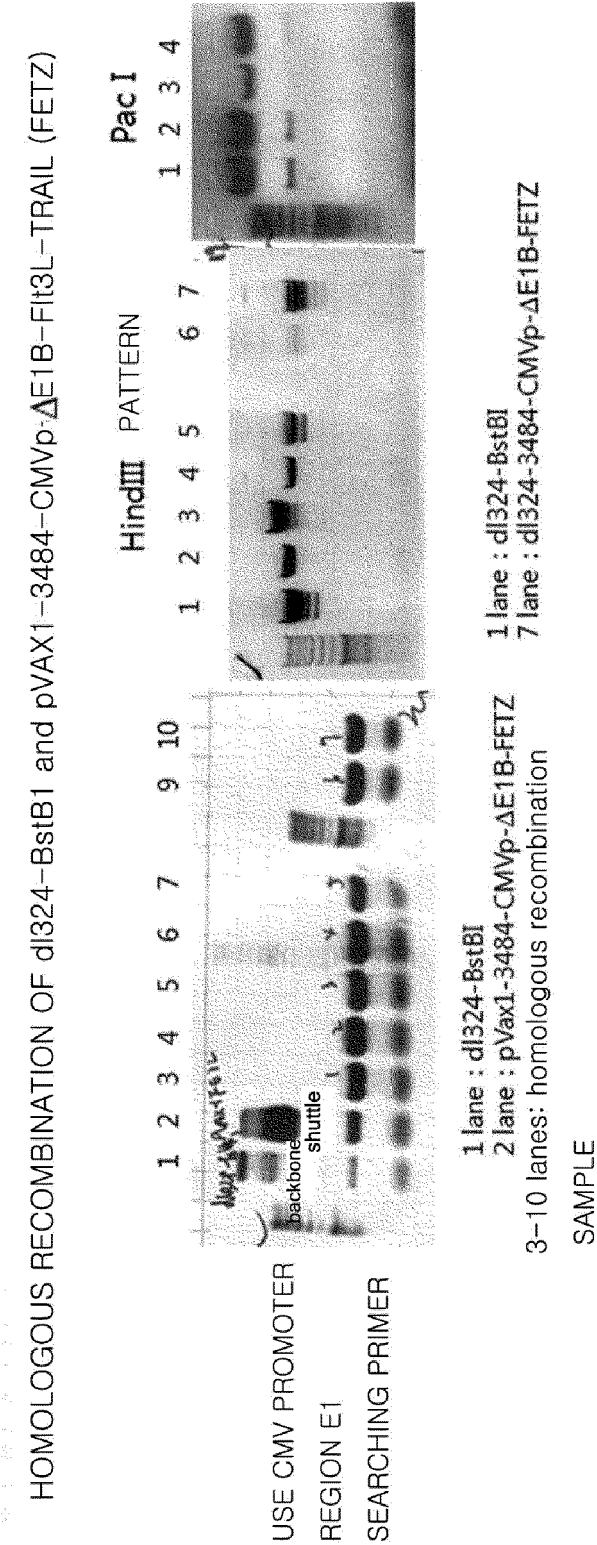 HOMOLOGOUS RECOMBINATION OF dl324-BstB1 and pVAX1-3484-CMVp-ΔE1B-Flt3L-TRAIL (FETZ)
HindIII PATTERN
Pac I
1 2 3 4 5 6 7 9 10
1 2 3 4 5 6 7
1 2 3 4
backbone
shuttle
USE CMV PROMOTER
REGION E1
SEARCHING PRIMER
1 lane : dl324-BstBI
2 lane : pVax1-3484-CMVp-ΔE1B-FETZ
3-10 lanes: homologous recombination
SAMPLE
1 lane : dl324-BstBI
7 lane : dl324-3484-CMVp-ΔE1B-FETZ